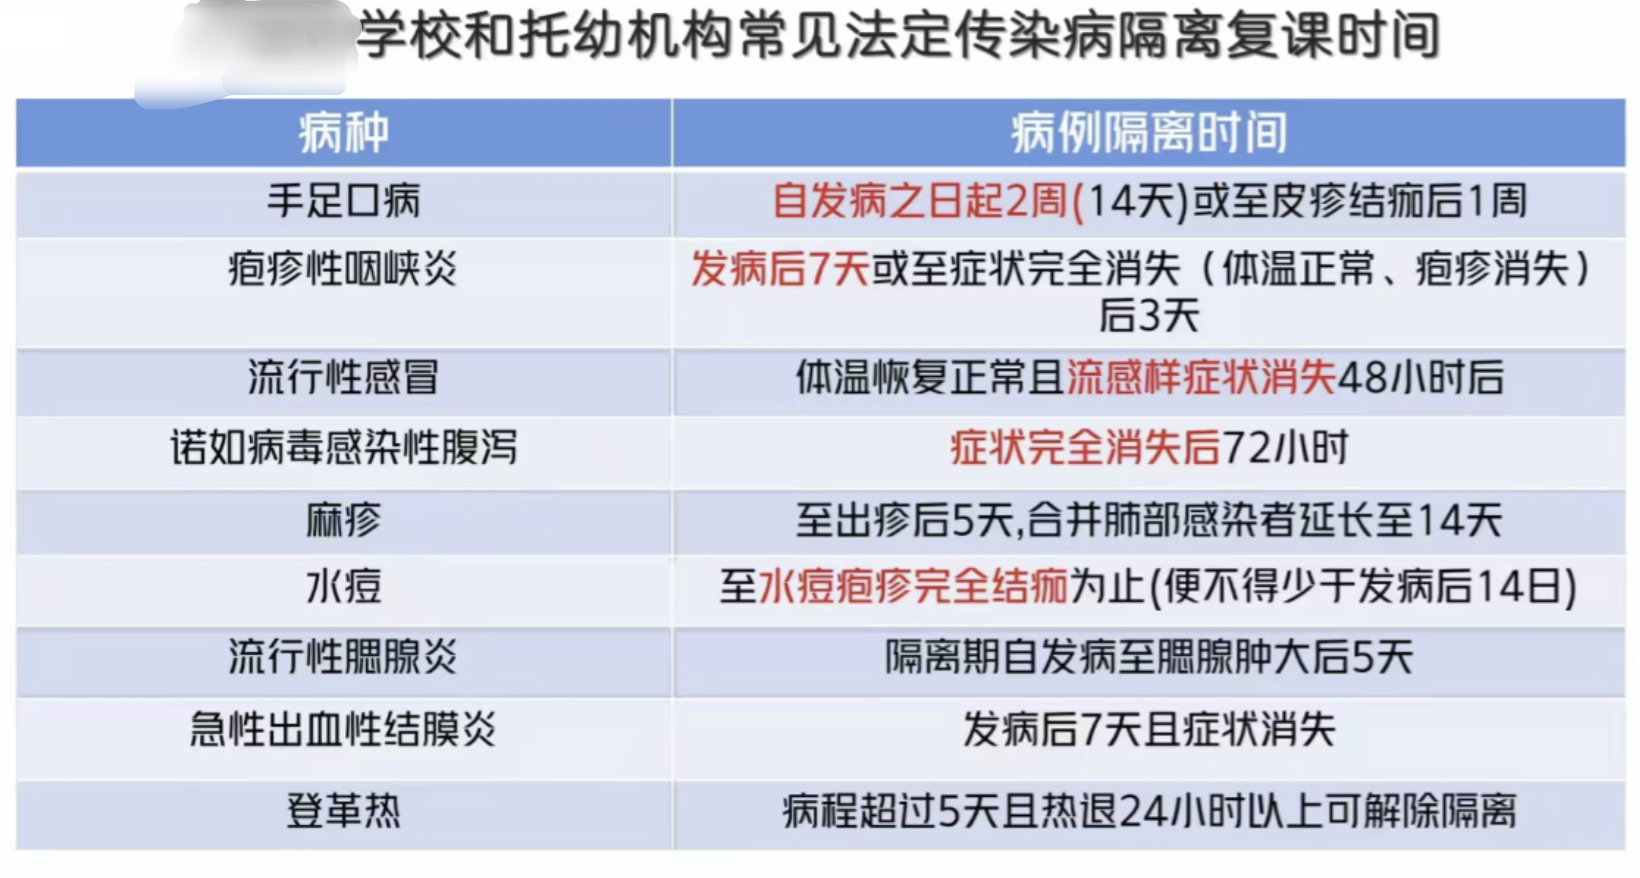 学校和托幼机构常见法定传染病隔离复课时间
病种
病例隔离时间
手足口病
自发病之日起2周(14天)或至皮疹结痂后1周
疱疹性咽峡炎
发病后7天或至症状完全消失（体温正常、疱疹消失）
后3天
流行性感冒
体温恢复正常且流感样症状消失48小时后
诺如病毒感染性腹泻
症状完全消失后72小时
麻疹
至出疹后5天,合并肺部感染者延长至14天
水痘
至水痘疱疹完全结痂为止(便不得少于发病后14日)
流行性腮腺炎
隔离期自发病至腮腺肿大后5天
急性出血性结膜炎
发病后7天且症状消失
登革热
病程超过5天且热退24小时以上可解除隔离